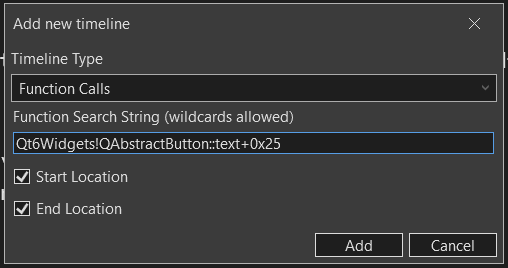 Add new timeline
Timeline Type
Function Calls
Function Search String (wildcards allowed)
Qt6Widgets!QAbstractButton::text+0x25
Start Location
End Location
Add
Cancel